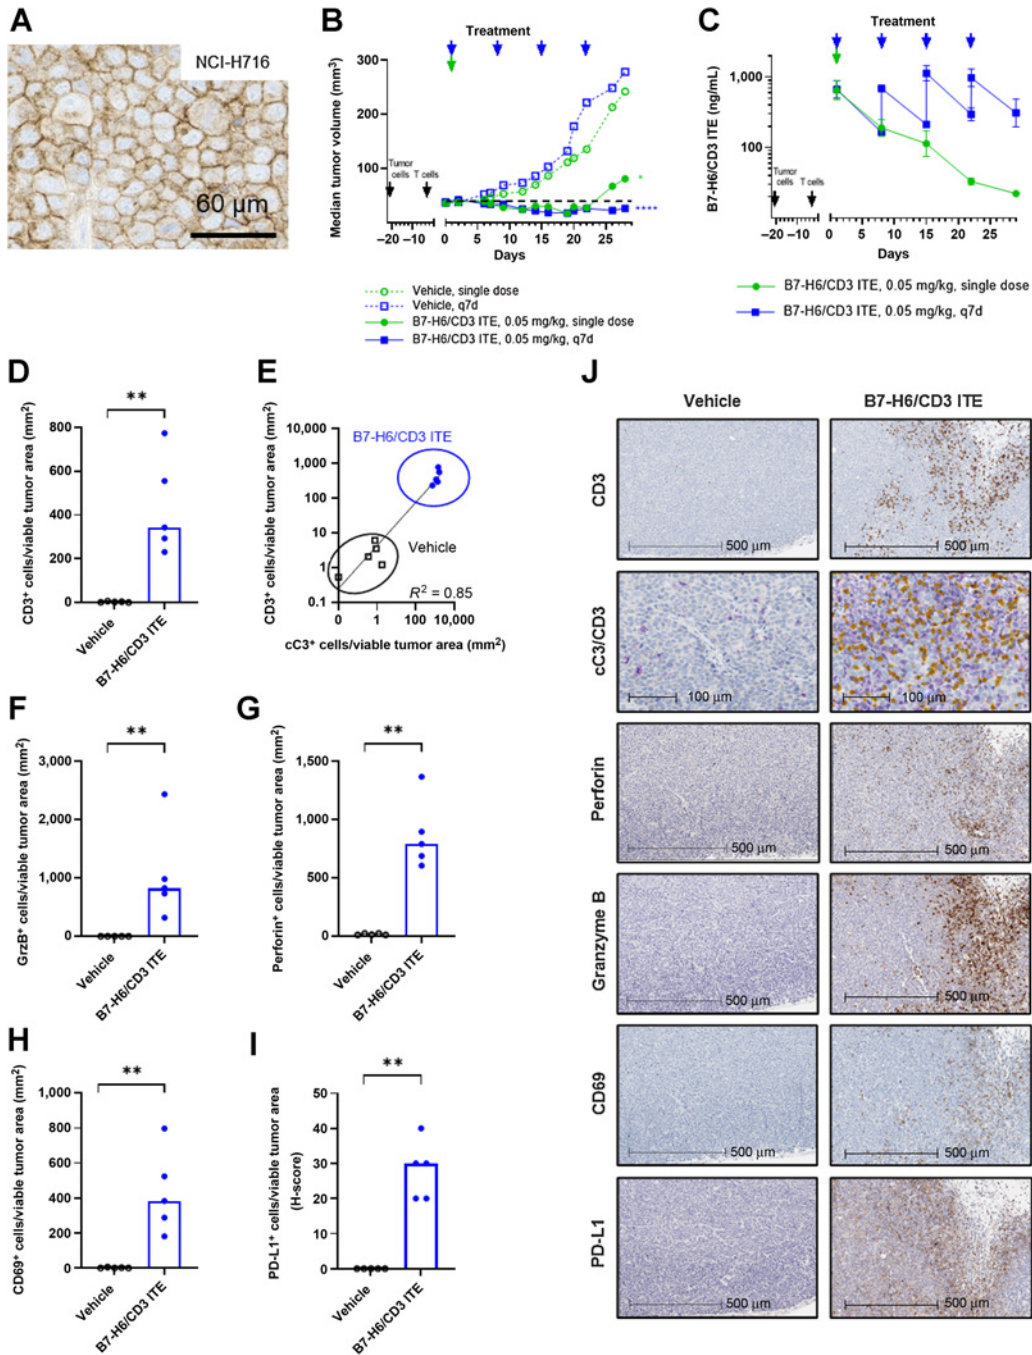 A
NCI-H716
60 µm
B
Treatment
Median tumor volume (mm³)
300
200
100
Tumor
cells
T cells
*
****
−20 −10
0 5 10 15 20 25
Days
Vehicle, single dose
Vehicle, q7d
B7-H6/CD3 ITE, 0.05 mg/kg, single dose
B7-H6/CD3 ITE, 0.05 mg/kg, q7d
C
Treatment
B7-H6/CD3 ITE (ng/mL)
1,000
100
Tumor
cells
T cells
−20 −10
0 5 10 15 20 25
Days
B7-H6/CD3 ITE, 0.05 mg/kg, single dose
B7-H6/CD3 ITE, 0.05 mg/kg, q7d
D
**
CD3⁺ cells/viable tumor area (mm²)
800
600
400
200
0
Vehicle
B7-H6/CD3 ITE
E
CD3⁺ cells/viable tumor area (mm²)
10,000
1,000
100
10
1
0.1
B7-H6/CD3 ITE
Vehicle
R² = 0.85
0 1 100 10,000
cC3⁺ cells/viable tumor area (mm²)
F
**
GrzB⁺ cells/viable tumor area (mm²)
3,000
2,000
1,000
0
Vehicle
B7-H6/CD3 ITE
G
**
Perforin⁺ cells/viable tumor area (mm²)
1,500
1,000
500
0
Vehicle
B7-H6/CD3 ITE
H
**
CD69⁺ cells/viable tumor area (mm²)
1,000
800
600
400
200
0
Vehicle
B7-H6/CD3 ITE
I
**
PD-L1⁺ cells/viable tumor area
(H-score)
50
40
30
20
10
0
Vehicle
B7-H6/CD3 ITE
J
Vehicle
B7-H6/CD3 ITE
CD3
500 µm
500 µm
cC3/CD3
100 µm
100 µm
Perforin
500 µm
500 µm
Granzyme B
500 µm
500 µm
CD69
500 µm
500 µm
PD-L1
500 µm
500 µm